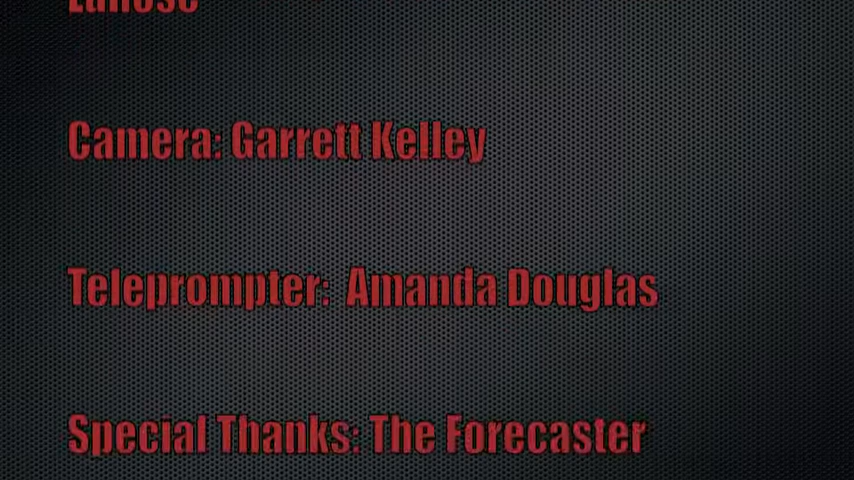 Camera: Garrett Kelley
Teleprompter: Amanda Douglas
Special Thanks: The Forecaster